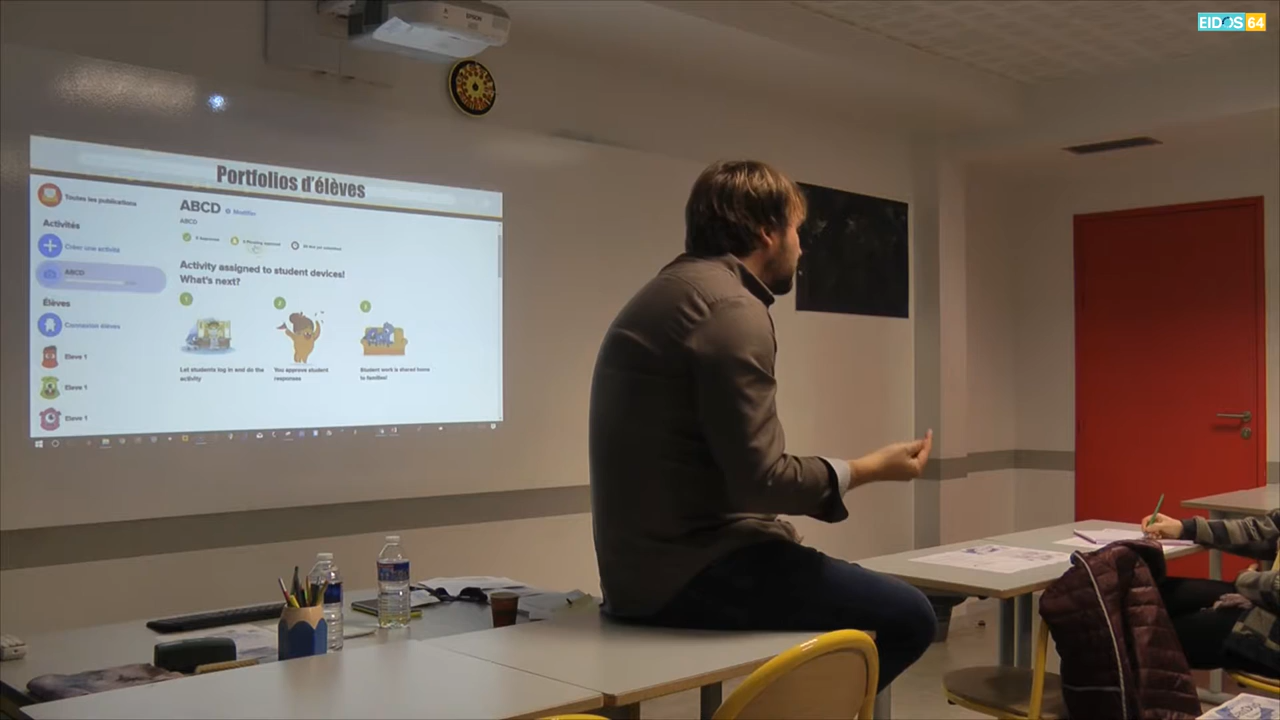 EIDOS 64
EPSON
Portfolios d'élèves
Toutes les publications
ABCD
Modifier
ABCD
Activités
Créer une activité
ABCD
Activity assigned to student devices!
What's next?
Élèves
Connexion élèves
Eleve 1
Eleve 1
Eleve 1
Let students log in and do the
activity
You approve student
responses
Student work is shared home
to families!